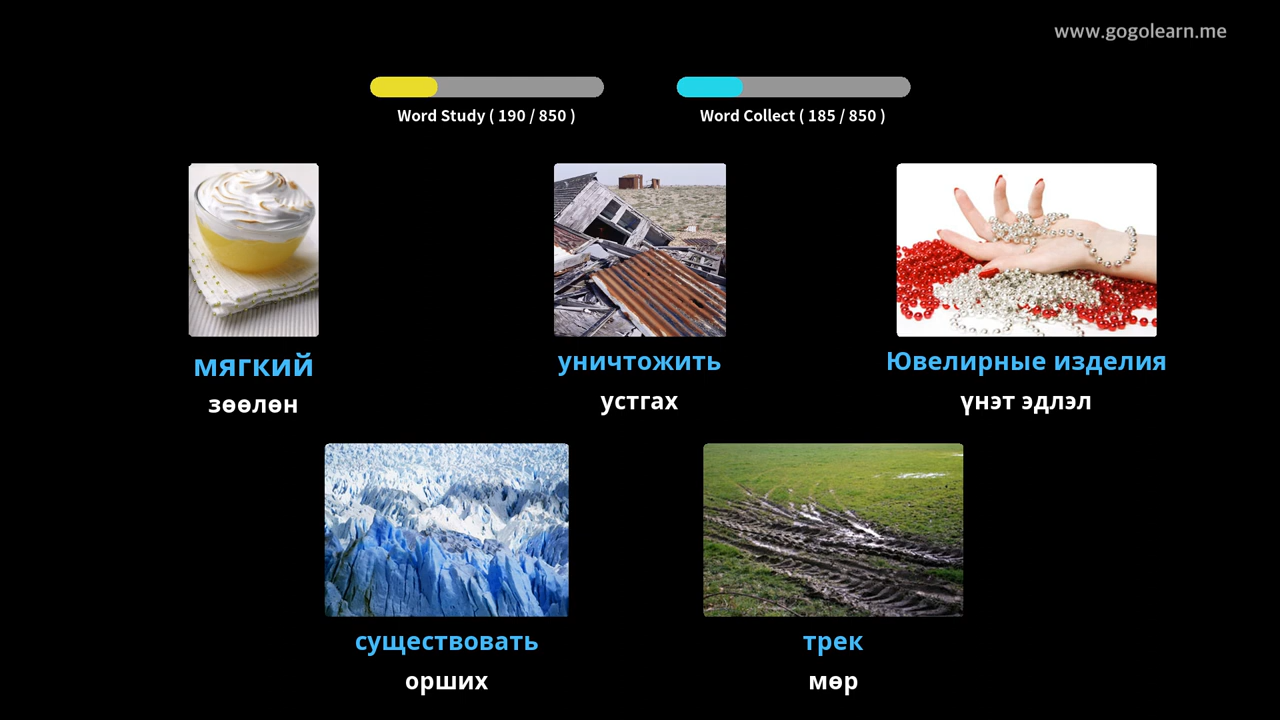 www.gogolearn.me
Word Study ( 190 / 850 )
Word Collect ( 185 / 850 )
мягкий
зөөлөн
уничтожить
устгах
Ювелирные изделия
үнэт эдлэл
существовать
орших
трек
мөр